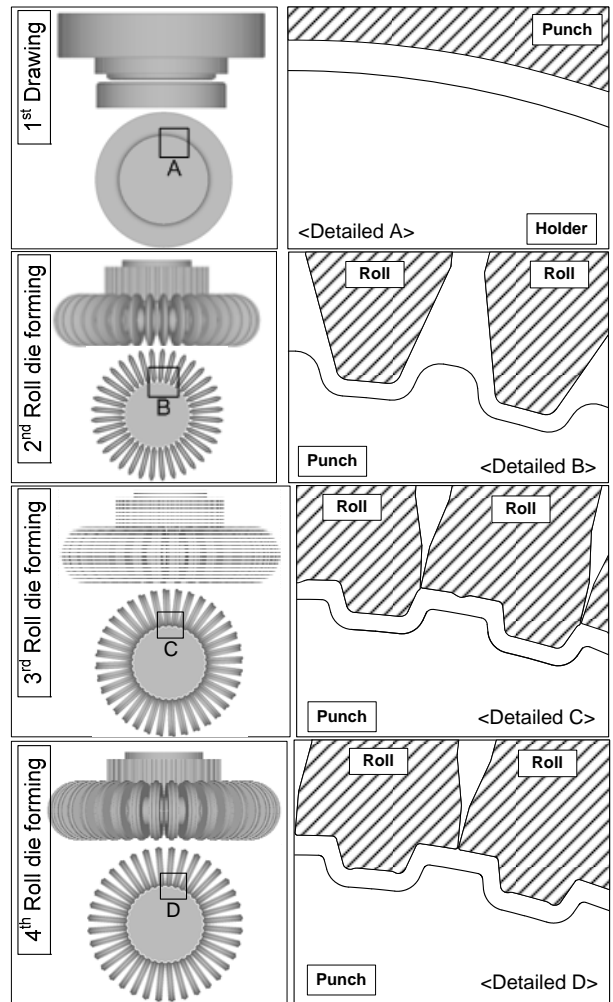 1st Drawing
A
Punch
<Detailed A>
Holder
2nd Roll die forming
B
Roll
Roll
Punch
<Detailed B>
3rd Roll die forming
C
Roll
Roll
Punch
<Detailed C>
4th Roll die forming
D
Roll
Roll
Punch
<Detailed D>